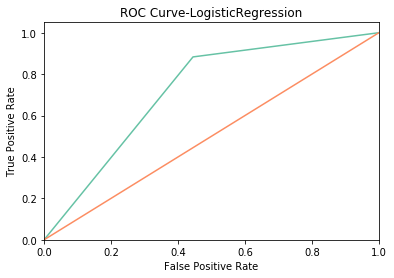 ROC Curve-LogisticRegression
True Positive Rate
1.0
0.8
0.6
0.4
0.2
0.0
0.0 0.2 0.4 0.6 0.8 1.0
False Positive Rate